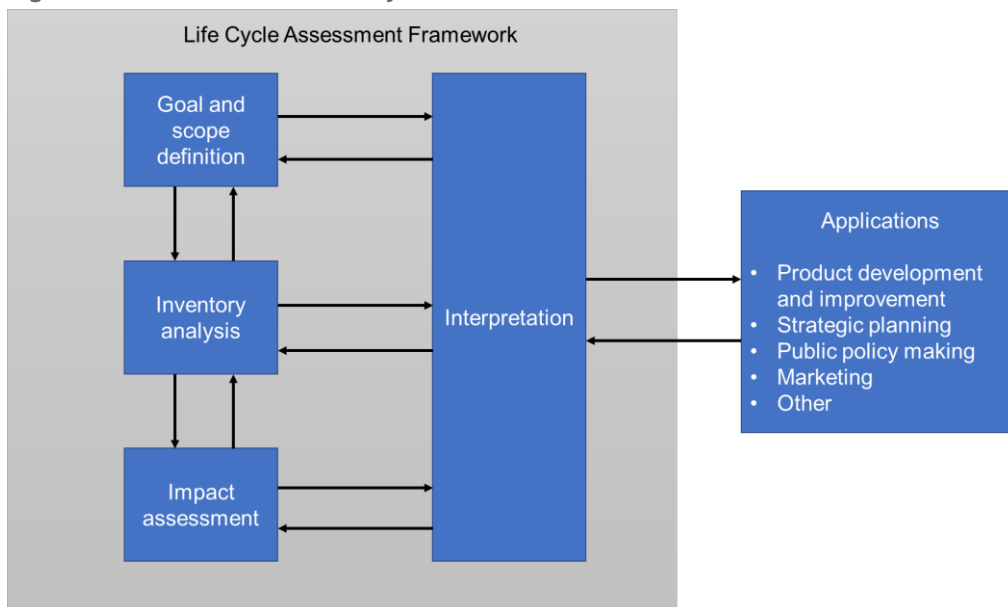 Life Cycle Assessment Framework
Goal and
scope
definition
Inventory
analysis
Impact
assessment
Interpretation
Applications
• Product development
and improvement
• Strategic planning
• Public policy making
• Marketing
• Other